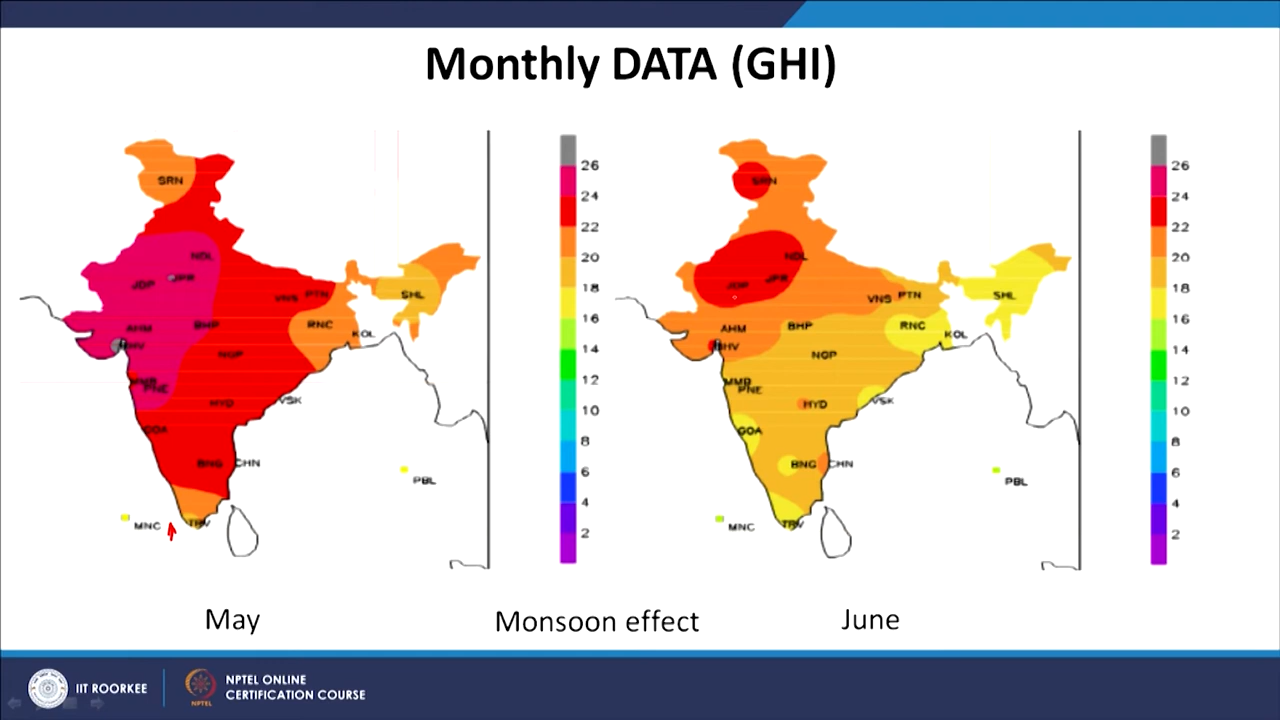 Monthly DATA (GHI)
SRN
NDL
JPR
JDP
VNS PTN
SHL
AHM
BHP
RNC
KOL
BHV
NGP
MMB
PNE
HYD
VSK
GOA
BNG
CHN
PBL
MNC
TRV
26
24
22
20
18
16
14
12
10
8
6
4
2
SRN
NDL
JPR
JDP
VNS PTN
SHL
AHM
BHP
RNC
KOL
BHV
NGP
MMB
PNE
HYD
VSK
GOA
BNG
CHN
PBL
MNC
TRV
26
24
22
20
18
16
14
12
10
8
6
4
2
May
Monsoon effect
June
IIT ROORKEE
NPTEL
NPTEL ONLINE
CERTIFICATION COURSE